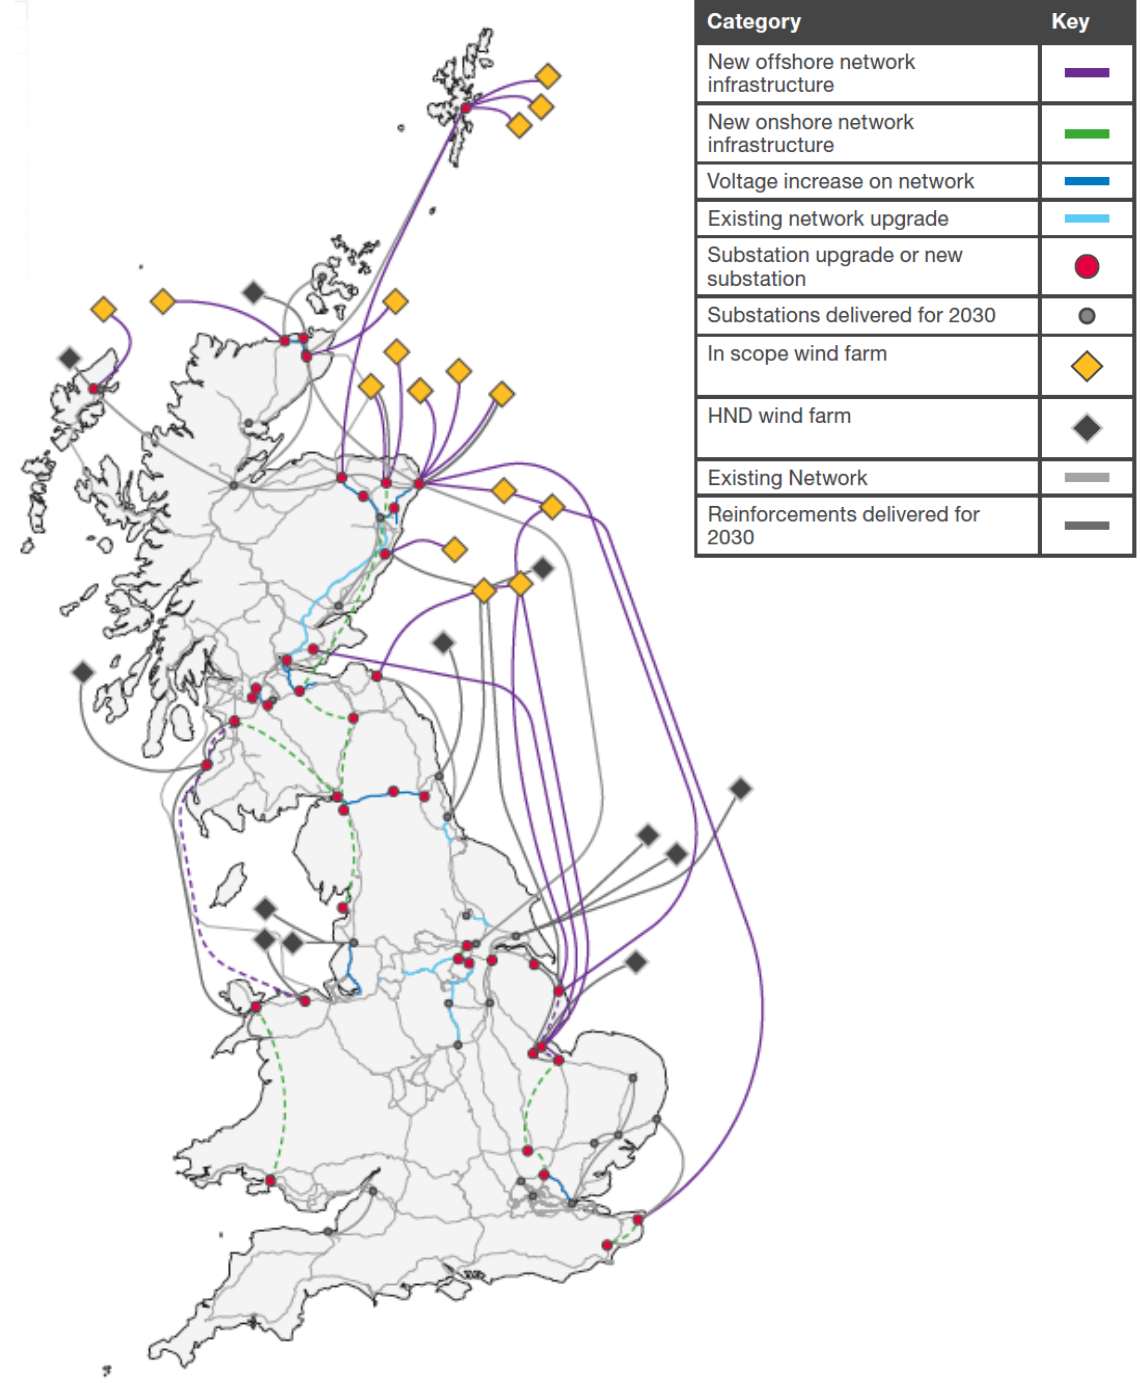 Category Key
New offshore network
infrastructure
New onshore network
infrastructure
Voltage increase on network
Existing network upgrade
Substation upgrade or new
substation
Substations delivered for 2030
In scope wind farm
HND wind farm
Existing Network
Reinforcements delivered for
2030